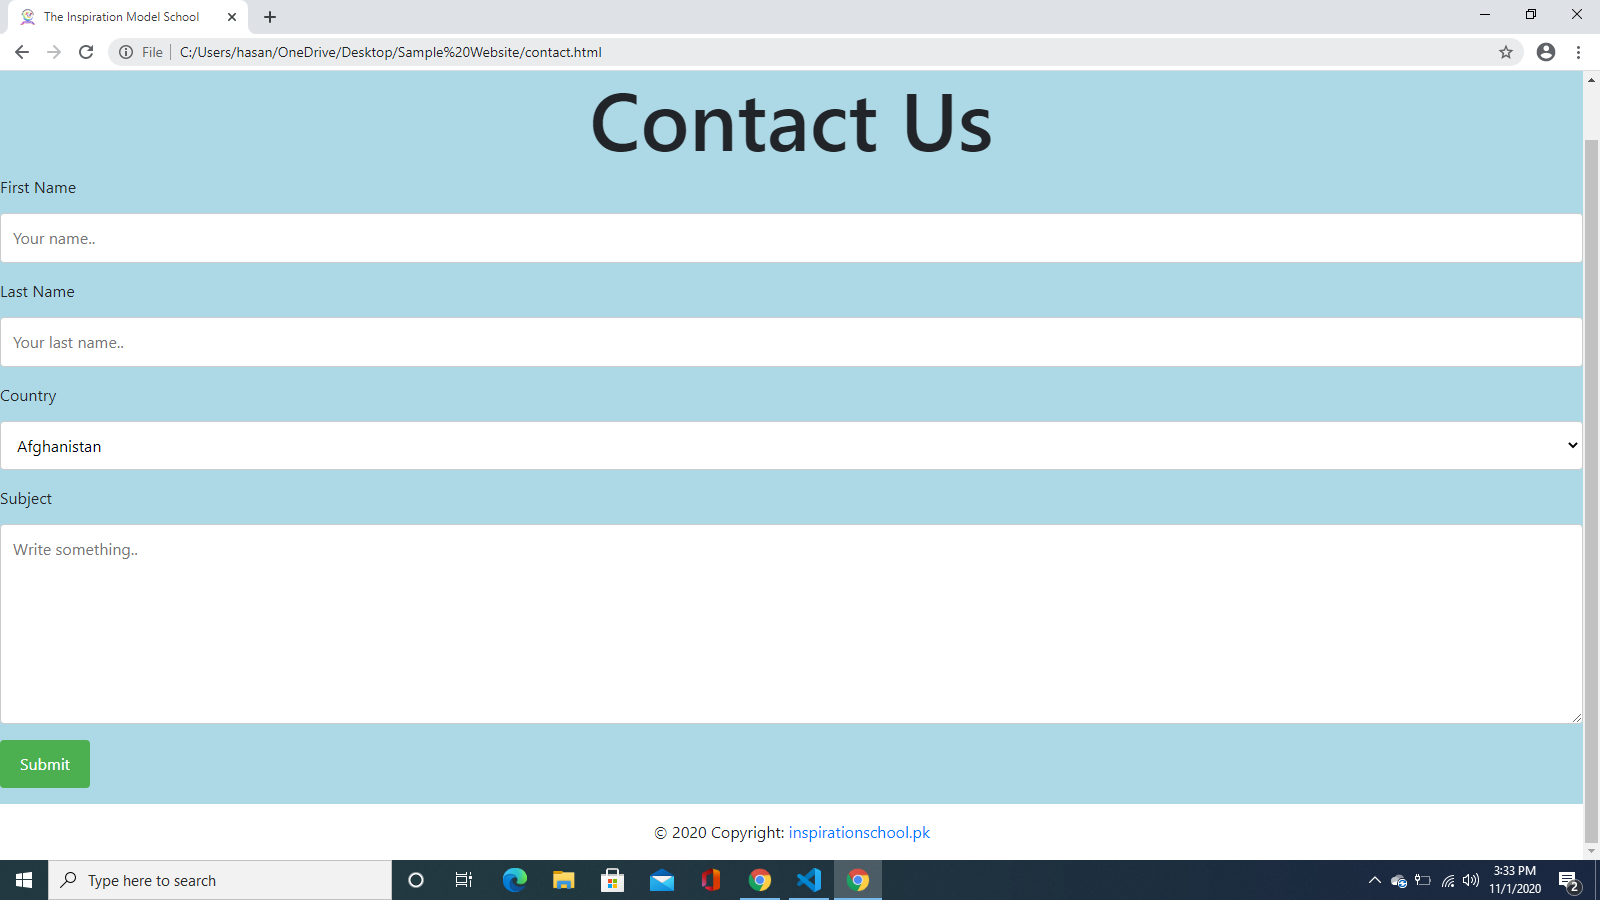 The Inspiration Model School
File C:/Users/hasan/OneDrive/Desktop/Sample%20Website/contact.html
Contact Us
First Name
Your name..
Last Name
Your last name..
Country
Afghanistan
Subject
Write something..
Submit
© 2020 Copyright: inspirationschool.pk
Type here to search
3:33 PM
11/1/2020
2